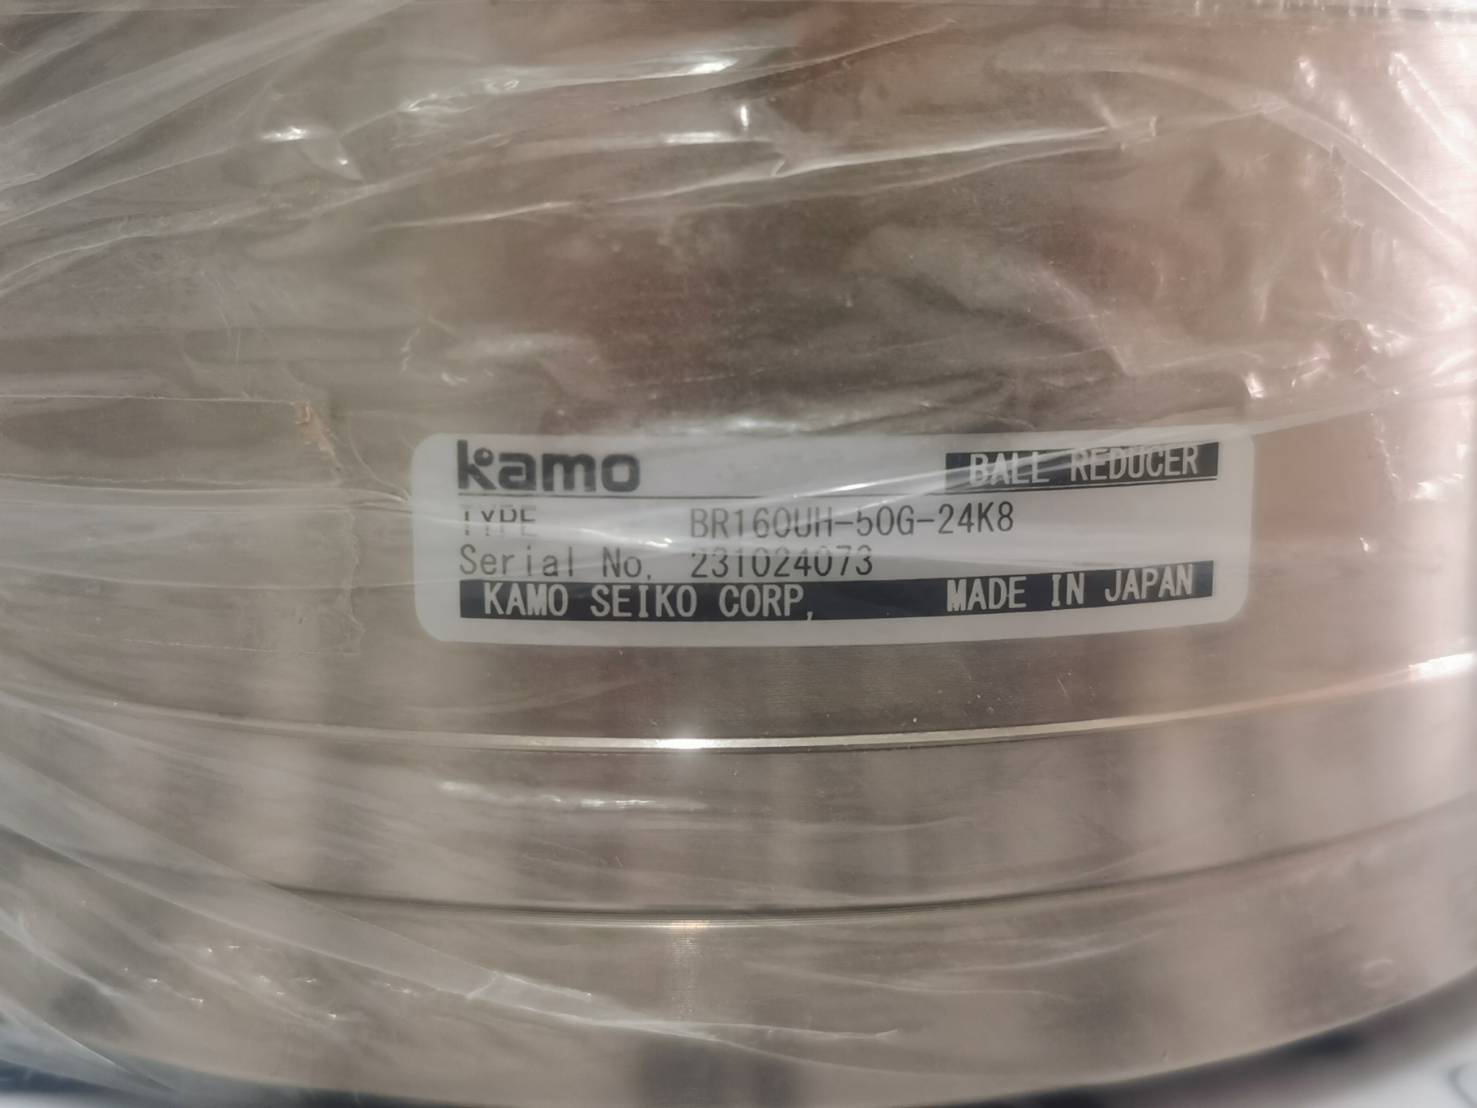 kamo BALL REDUCER
TYPE BR160UH-50G-24K8
Serial No. 231024073
KAMO SEIKO CORP. MADE IN JAPAN